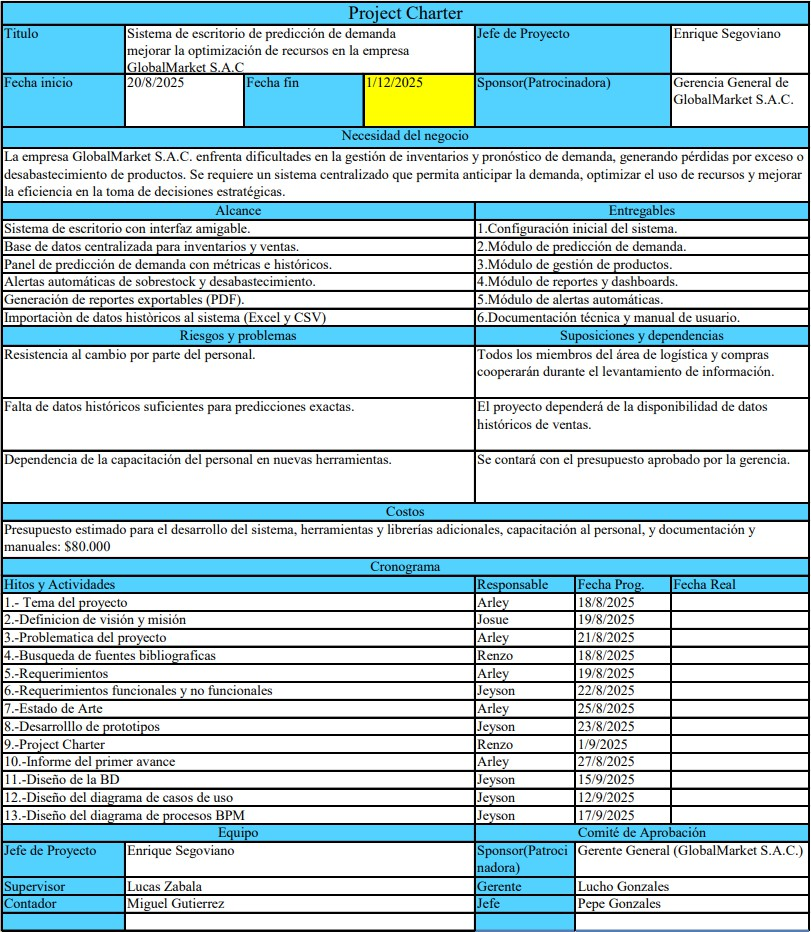 Project Charter
Titulo
Sistema de escritorio de predicción de demanda
mejorar la optimización de recursos en la empresa
GlobalMarket S.A.C
Jefe de Proyecto
Enrique Segoviano
Fecha inicio
20/8/2025
Fecha fin
1/12/2025
Sponsor(Patrocinadora)
Gerencia General de
GlobalMarket S.A.C.
Necesidad del negocio
La empresa GlobalMarket S.A.C. enfrenta dificultades en la gestión de inventarios y pronóstico de demanda, generando pérdidas por exceso o
desabastecimiento de productos. Se requiere un sistema centralizado que permita anticipar la demanda, optimizar el uso de recursos y mejorar
la eficiencia en la toma de decisiones estratégicas.
Alcance
Entregables
Sistema de escritorio con interfaz amigable.
1.Configuración inicial del sistema.
Base de datos centralizada para inventarios y ventas.
2.Módulo de predicción de demanda.
Panel de predicción de demanda con métricas e históricos.
3.Módulo de gestión de productos.
Alertas automáticas de sobrestock y desabastecimiento.
4.Módulo de reportes y dashboards.
Generación de reportes exportables (PDF).
5.Módulo de alertas automáticas.
Importaciòn de datos històricos al sistema (Excel y CSV)
6.Documentación técnica y manual de usuario.
Riesgos y problemas
Suposiciones y dependencias
Resistencia al cambio por parte del personal.
Todos los miembros del área de logística y compras
cooperarán durante el levantamiento de información.
Falta de datos históricos suficientes para predicciones exactas.
El proyecto dependerá de la disponibilidad de datos
históricos de ventas.
Dependencia de la capacitación del personal en nuevas herramientas.
Se contará con el presupuesto aprobado por la gerencia.
Costos
Presupuesto estimado para el desarrollo del sistema, herramientas y librerías adicionales, capacitación al personal, y documentación y
manuales: $80.000
Cronograma
Hitos y Actividades
Responsable
Fecha Prog.
Fecha Real
1.- Tema del proyecto
Arley
18/8/2025
2.-Definicion de visión y misión
Josue
19/8/2025
3.-Problematica del proyecto
Arley
21/8/2025
4.-Busqueda de fuentes bibliograficas
Renzo
18/8/2025
5.-Requerimientos
Arley
19/8/2025
6.-Requerimientos funcionales y no funcionales
Jeyson
22/8/2025
7.-Estado de Arte
Arley
25/8/2025
8.-Desarrolllo de prototipos
Jeyson
23/8/2025
9.-Project Charter
Renzo
1/9/2025
10.-Informe del primer avance
Arley
27/8/2025
11.-Diseño de la BD
Jeyson
15/9/2025
12.-Diseño del diagrama de casos de uso
Jeyson
12/9/2025
13.-Diseño del diagrama de procesos BPM
Jeyson
17/9/2025
Equipo
Comité de Aprobación
Jefe de Proyecto
Enrique Segoviano
Sponsor(Patroci
nadora)
Gerente General (GlobalMarket S.A.C.)
Supervisor
Lucas Zabala
Gerente
Lucho Gonzales
Contador
Miguel Gutierrez
Jefe
Pepe Gonzales